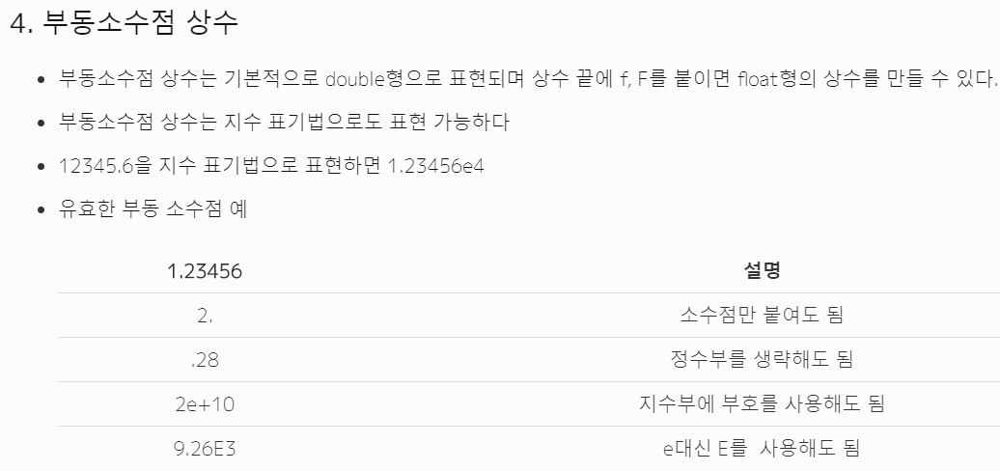 4. 부동소수점 상수
• 부동소수점 상수는 기본적으로 double형으로 표현되며 상수 끝에 f, F를 붙이면 float형의 상수를 만들 수 있다.
• 부동소수점 상수는 지수 표기법으로도 표현 가능하다
• 12345.6을 지수 표기법으로 표현하면 1.23456e4
• 유효한 부동 소수점 예
1.23456 설명
2. 소수점만 붙여도 됨
.28 정수부를 생략해도 됨
2e+10 지수부에 부호를 사용해도 됨
9.26E3 e대신 E를 사용해도 됨